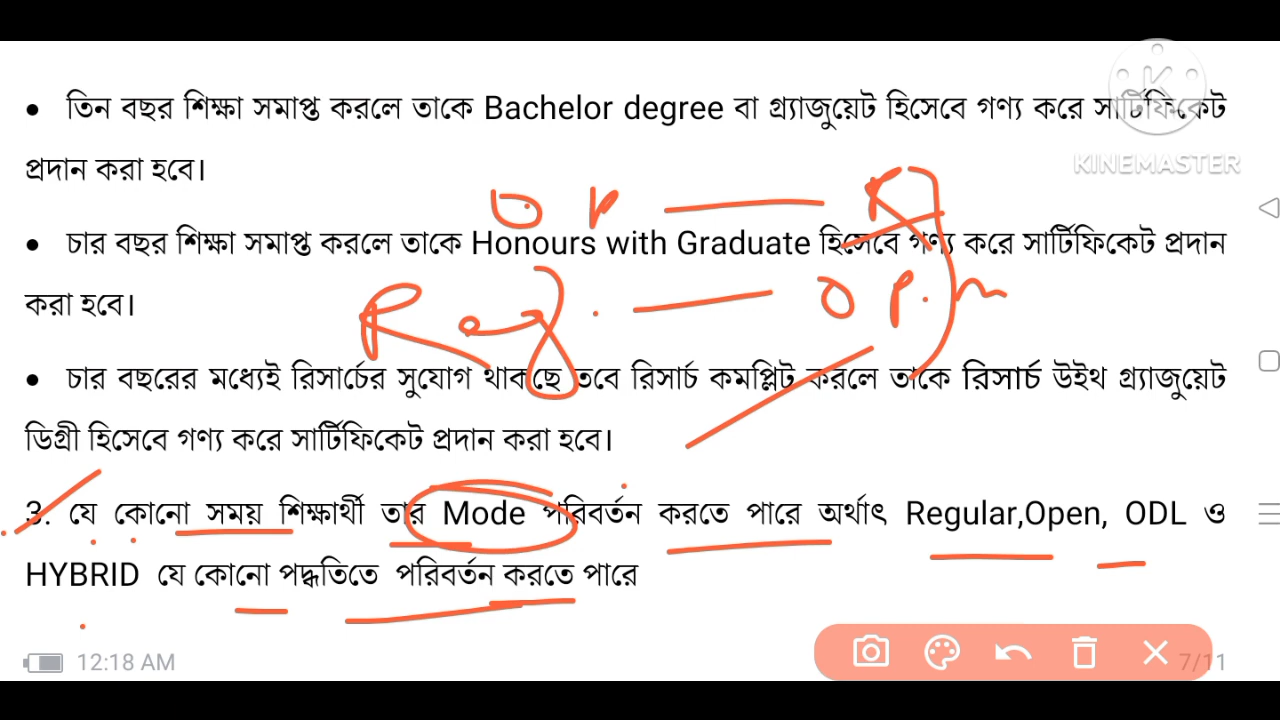 • তিন বছর শিক্ষা সমাপ্ত করলে তাকে Bachelor degree বা গ্র্যাজুয়েট হিসেবে গণ্য করে সার্টিফিকেট
KINEMASTER
প্রদান করা হবে।
OP — R
• চার বছর শিক্ষা সমাপ্ত করলে তাকে Honours with Graduate হিসেবে গণ্য করে সার্টিফিকেট প্রদান
করা হবে।
Reg. — OP.
• চার বছরের মধ্যেই রিসার্চের সুযোগ থাকছে তবে রিসার্চ কমপ্লিট করলে তাকে রিসার্চ উইথ গ্র্যাজুয়েট
ডিগ্রী হিসেবে গণ্য করে সার্টিফিকেট প্রদান করা হবে।
3. যে কোনো সময় শিক্ষার্থী তার Mode পরিবর্তন করতে পারে অর্থাৎ Regular,Open, ODL ও
HYBRID যে কোনো পদ্ধতিতে পরিবর্তন করতে পারে
12:18 AM
7/11